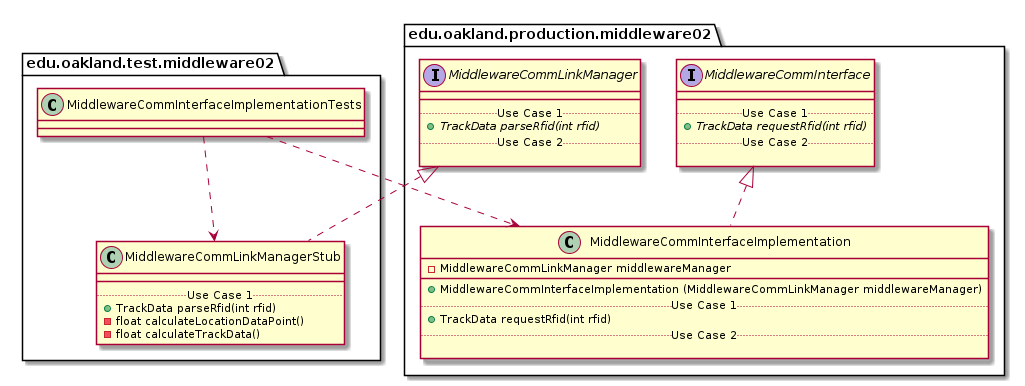 edu.oakland.test.middleware02
C MiddlewareCommInterfaceImplementationTests
C MiddlewareCommLinkManagerStub
Use Case 1
TrackData parseRfid(int rfid)
float calculateLocationDataPoint()
float calculateTrackData()
edu.oakland.production.middleware02
I MiddlewareCommLinkManager
Use Case 1
TrackData parseRfid(int rfid)
Use Case 2
I MiddlewareCommInterface
Use Case 1
TrackData requestRfid(int rfid)
Use Case 2
C MiddlewareCommInterfaceImplementation
MiddlewareCommLinkManager middlewareManager
MiddlewareCommInterfaceImplementation (MiddlewareCommLinkManager middlewareManager)
Use Case 1
TrackData requestRfid(int rfid)
Use Case 2